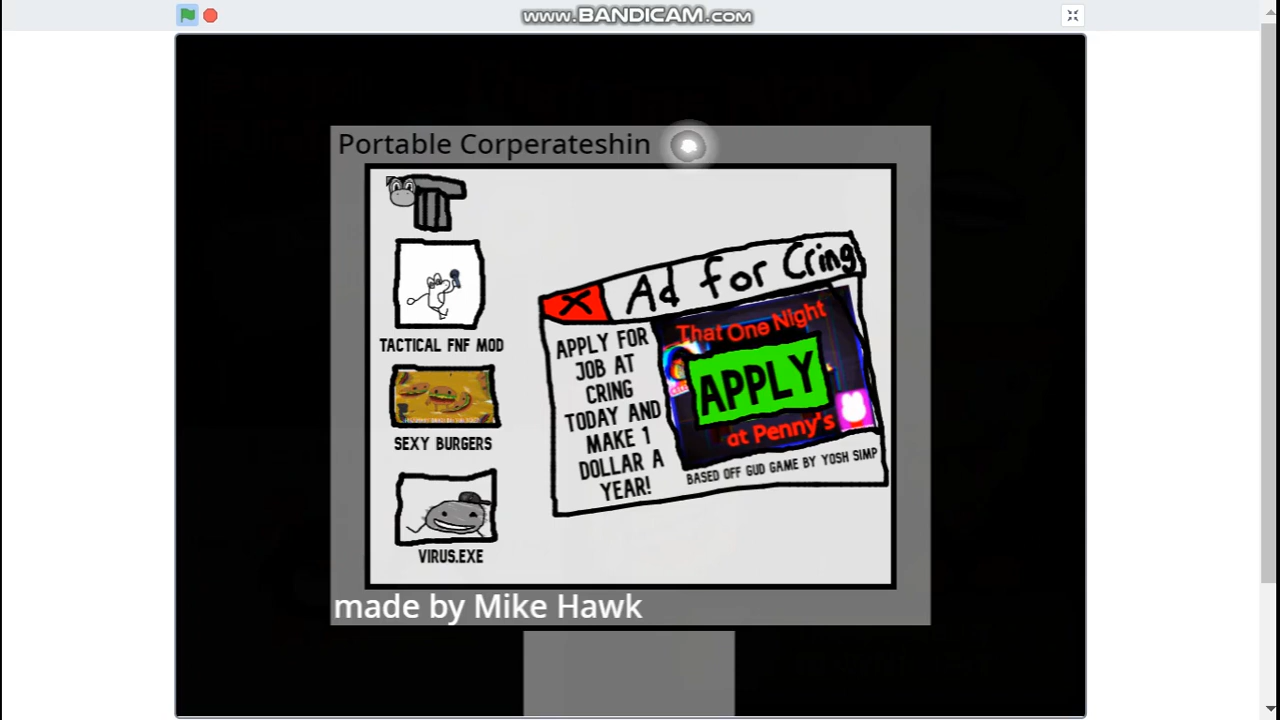 www.BANDICAM.com
Portable Corperateshin
Ad for Cring
X
APPLY FOR
JOB AT
CRING
TODAY AND
MAKE 1
DOLLAR A
YEAR!
That One Night
APPLY
at Penny's
BASED OFF GUD GAME BY YOSH SIMP
TACTICAL FNF MOD
SEXY BURGERS
VIRUS.EXE
made by Mike Hawk